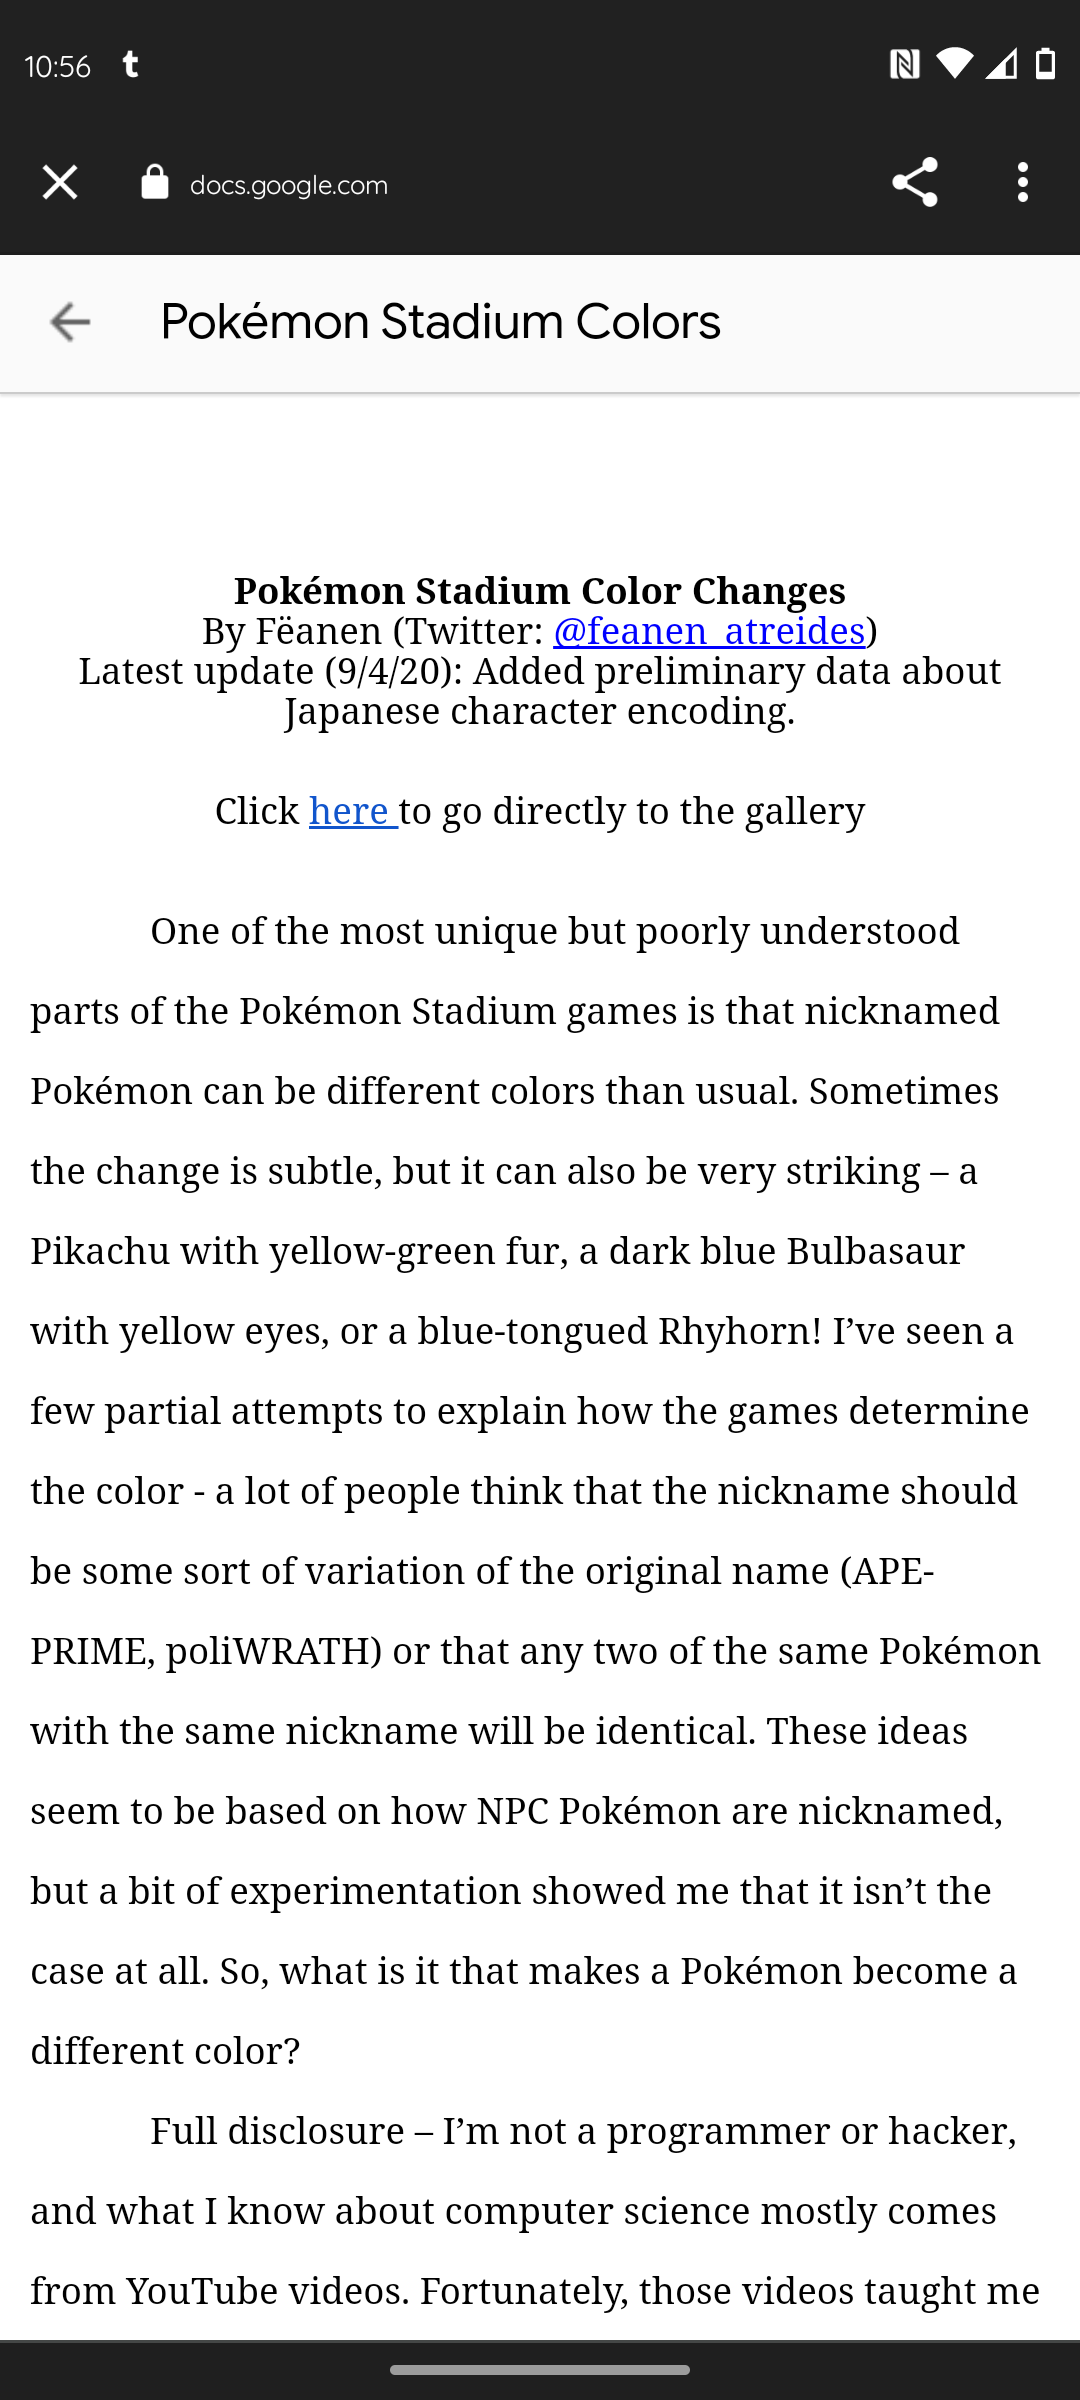 10:56 t
docs.google.com
Pokémon Stadium Colors
Pokémon Stadium Color Changes
By Fëanen (Twitter: @feanen_atreides)
Latest update (9/4/20): Added preliminary data about
Japanese character encoding.
Click here to go directly to the gallery
One of the most unique but poorly understood
parts of the Pokémon Stadium games is that nicknamed
Pokémon can be different colors than usual. Sometimes
the change is subtle, but it can also be very striking – a
Pikachu with yellow-green fur, a dark blue Bulbasaur
with yellow eyes, or a blue-tongued Rhyhorn! I’ve seen a
few partial attempts to explain how the games determine
the color - a lot of people think that the nickname should
be some sort of variation of the original name (APE-
PRIME, poliWRATH) or that any two of the same Pokémon
with the same nickname will be identical. These ideas
seem to be based on how NPC Pokémon are nicknamed,
but a bit of experimentation showed me that it isn’t the
case at all. So, what is it that makes a Pokémon become a
different color?
Full disclosure – I’m not a programmer or hacker,
and what I know about computer science mostly comes
from YouTube videos. Fortunately, those videos taught me